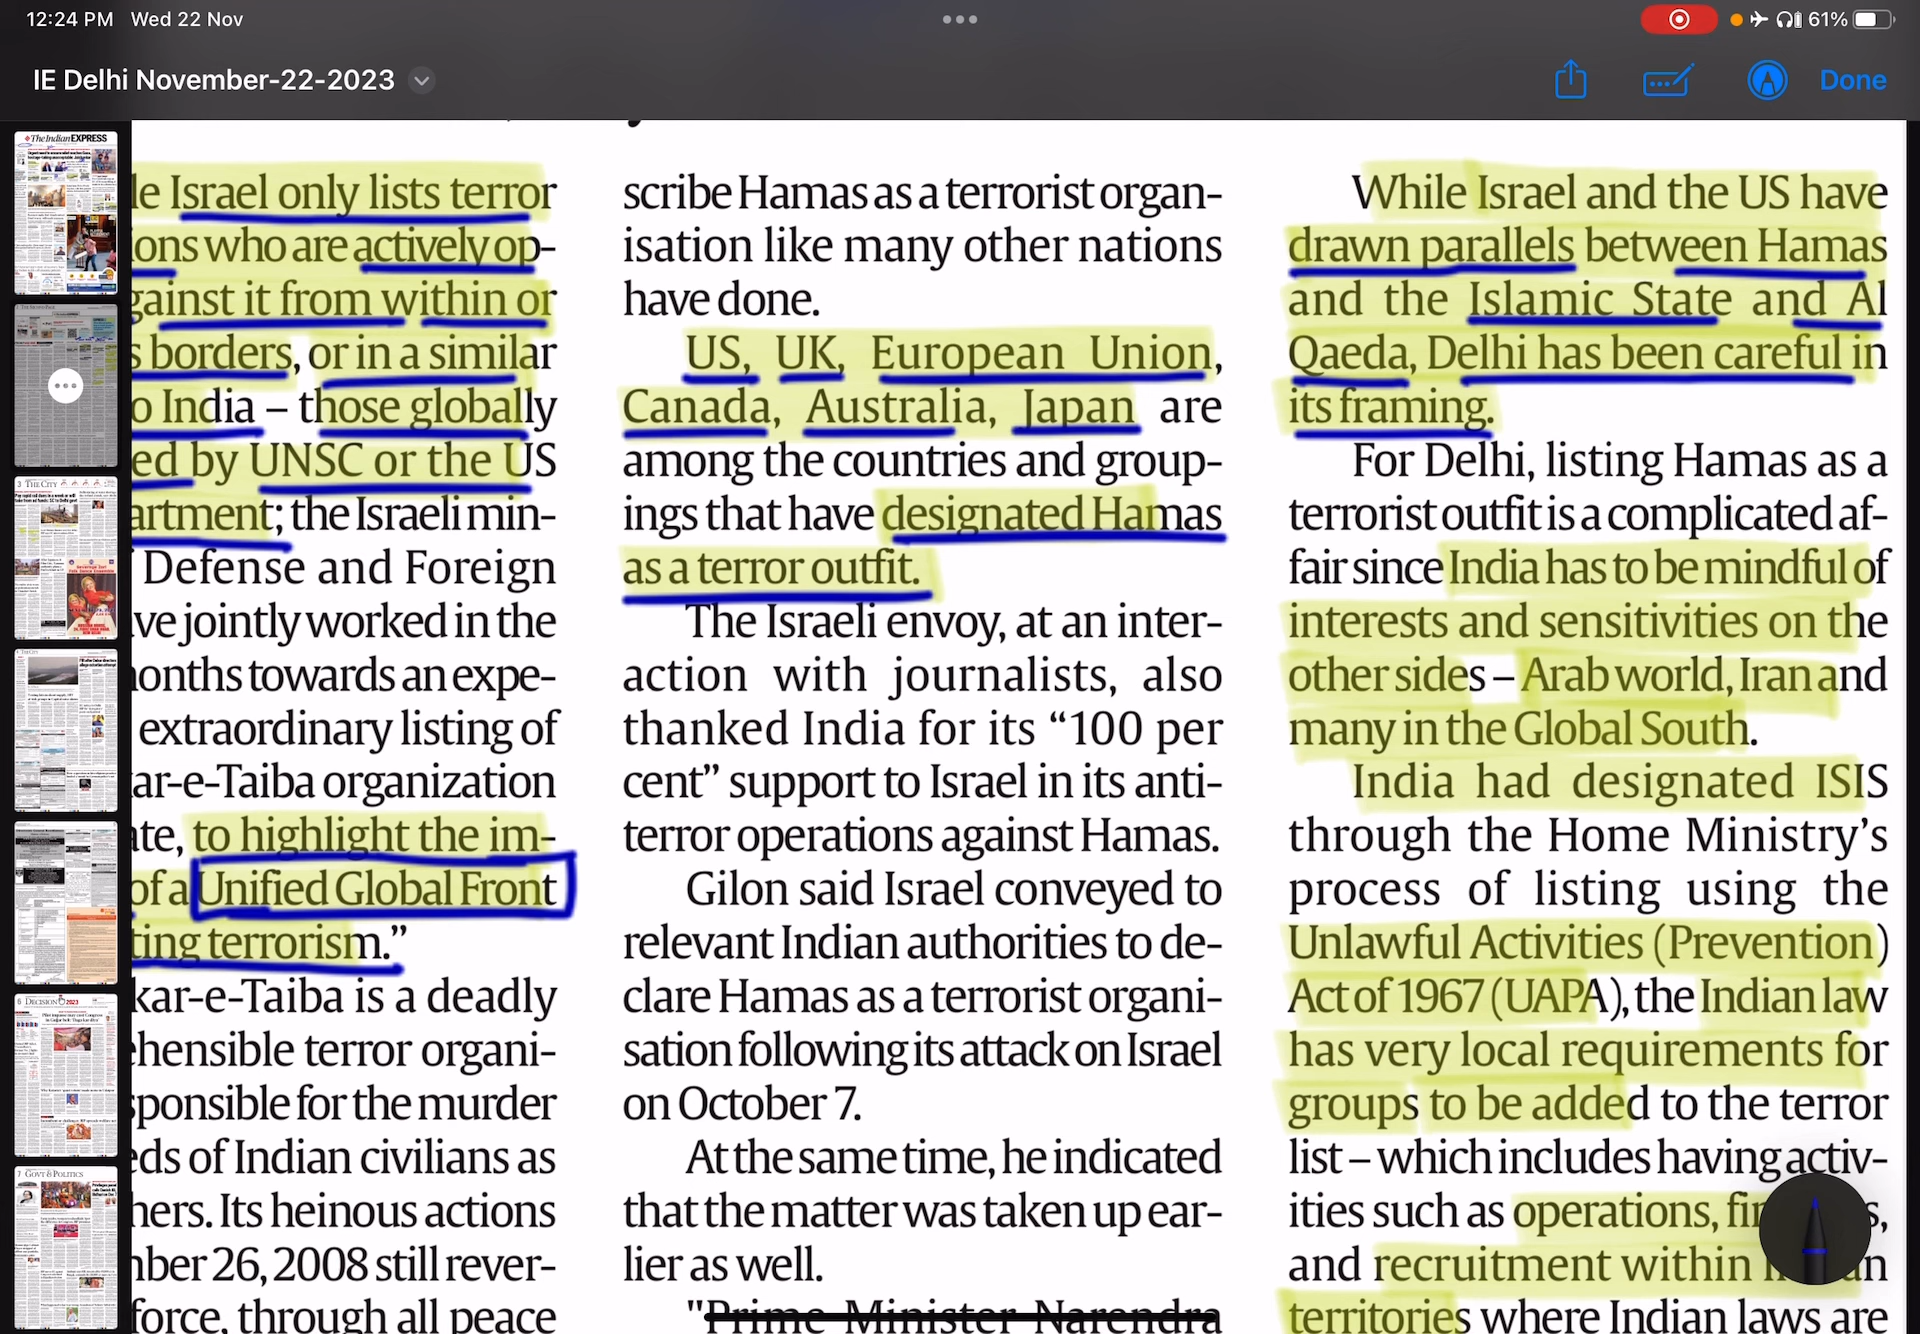 12:24 PM Wed 22 Nov
61%
IE Delhi November-22-2023
Done
The Indian EXPRESS
THE CITY
THE CITY
DECISION 2023
GOVT & POLITICS
le Israel only lists terror
ions who are actively op-
gainst it from within or
s borders, or in a similar
o India – those globally
ed by UNSC or the US
artment; the Israeli min-
Defense and Foreign
ve jointly worked in the
onths towards an expe-
extraordinary listing of
ar-e-Taiba organization
ate, to highlight the im-
of a Unified Global Front
ting terrorism.”
kar-e-Taiba is a deadly
ehensible terror organi-
sponsible for the murder
eds of Indian civilians as
hers. Its heinous actions
ber 26, 2008 still rever-
force, through all peace
scribe Hamas as a terrorist organ-
isation like many other nations
have done.
US, UK, European Union,
Canada, Australia, Japan are
among the countries and group-
ings that have designated Hamas
as a terror outfit.
The Israeli envoy, at an inter-
action with journalists, also
thanked India for its “100 per
cent” support to Israel in its anti-
terror operations against Hamas.
Gilon said Israel conveyed to
relevant Indian authorities to de-
clare Hamas as a terrorist organi-
sation following its attack on Israel
on October 7.
At the same time, he indicated
that the matter was taken up ear-
lier as well.
"Prime Minister Narendra
While Israel and the US have
drawn parallels between Hamas
and the Islamic State and Al
Qaeda, Delhi has been careful in
its framing.
For Delhi, listing Hamas as a
terrorist outfit is a complicated af-
fair since India has to be mindful of
interests and sensitivities on the
other sides – Arab world, Iran and
many in the Global South.
India had designated ISIS
through the Home Ministry’s
process of listing using the
Unlawful Activities (Prevention)
Act of 1967 (UAPA), the Indian law
has very local requirements for
groups to be added to the terror
list – which includes having activ-
ities such as operations,
and recruitment within
territories where Indian laws are